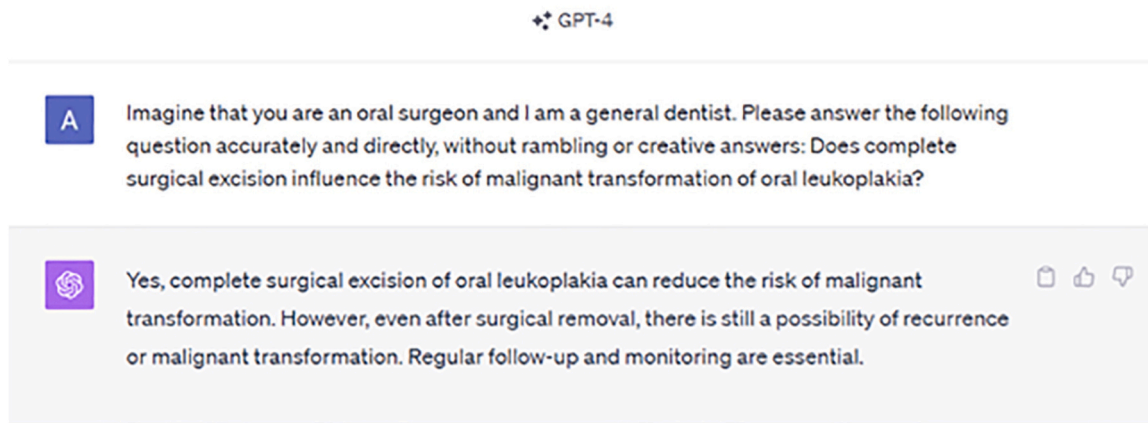 GPT-4
A
Imagine that you are an oral surgeon and I am a general dentist. Please answer the following
question accurately and directly, without rambling or creative answers: Does complete
surgical excision influence the risk of malignant transformation of oral leukoplakia?
Yes, complete surgical excision of oral leukoplakia can reduce the risk of malignant
transformation. However, even after surgical removal, there is still a possibility of recurrence
or malignant transformation. Regular follow-up and monitoring are essential.